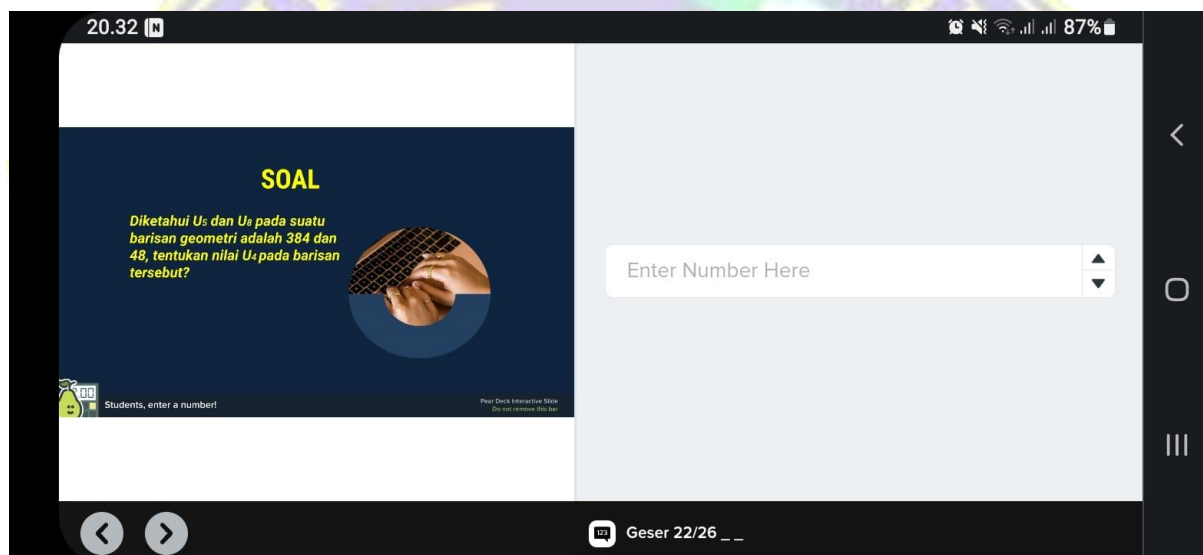 20.32
87%
SOAL
Diketahui U₅ dan U₈ pada suatu
barisan geometri adalah 384 dan
48, tentukan nilai U₄ pada barisan
tersebut?
Students, enter a number!
Pear Deck Interactive Slide
Do not remove this bar
Enter Number Here
123
Geser 22/26 _ _